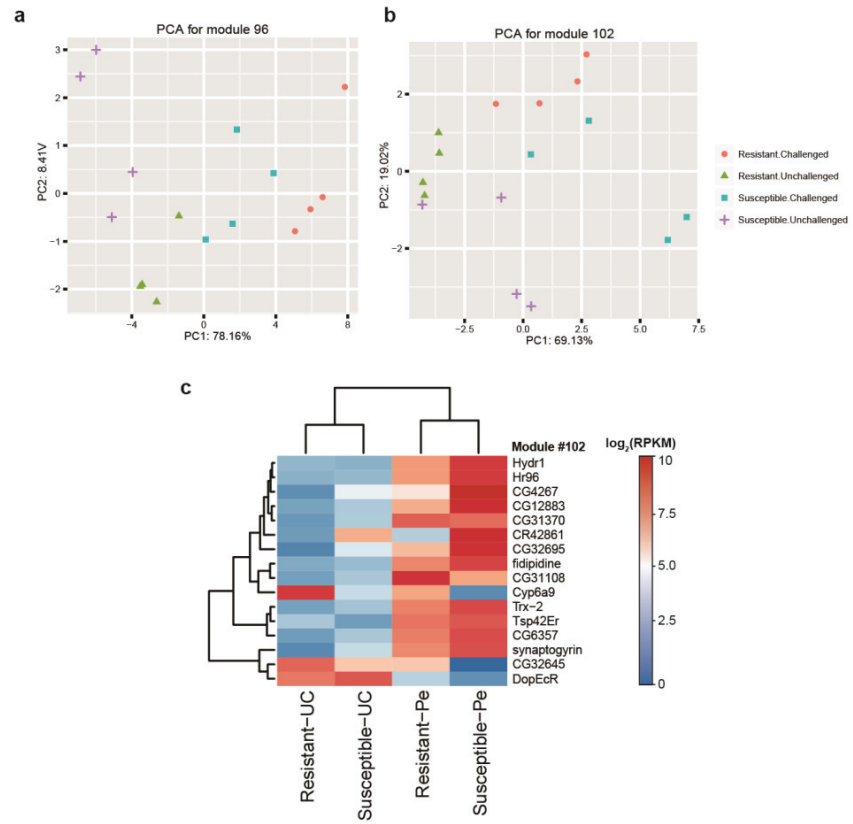 a
PCA for module 96
3
2
1
0
−1
−2
PC2: 8.41V
−4
0
4
8
PC1: 78.16%
b
PCA for module 102
2
0
−2
PC2: 19.02%
−2.5
0.0
2.5
5.0
7.5
PC1: 69.13%
Resistant.Challenged
Resistant.Unchallenged
Susceptible.Challenged
Susceptible.Unchallenged
c
Module #102
Hydr1
Hr96
CG4267
CG12883
CG31370
CR42861
CG32695
fidipidine
CG31108
Cyp6a9
Trx−2
Tsp42Er
CG6357
synaptogyrin
CG32645
DopEcR
Resistant−UC
Susceptible−UC
Resistant−Pe
Susceptible−Pe
log2(RPKM)
10
7.5
5.0
2.5
0